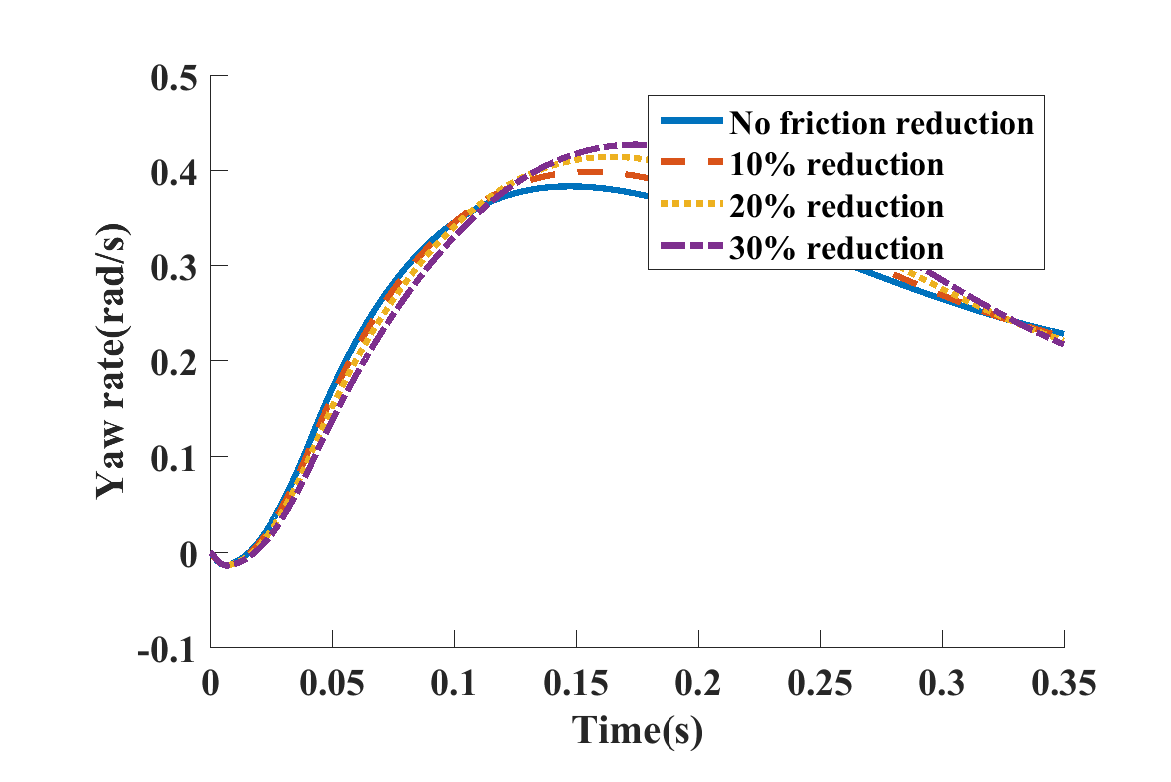 0.5
0.4
0.3
0.2
0.1
0
-0.1
Yaw rate(rad/s)
No friction reduction
10% reduction
20% reduction
30% reduction
0 0.05 0.1 0.15 0.2 0.25 0.3 0.35
Time(s)